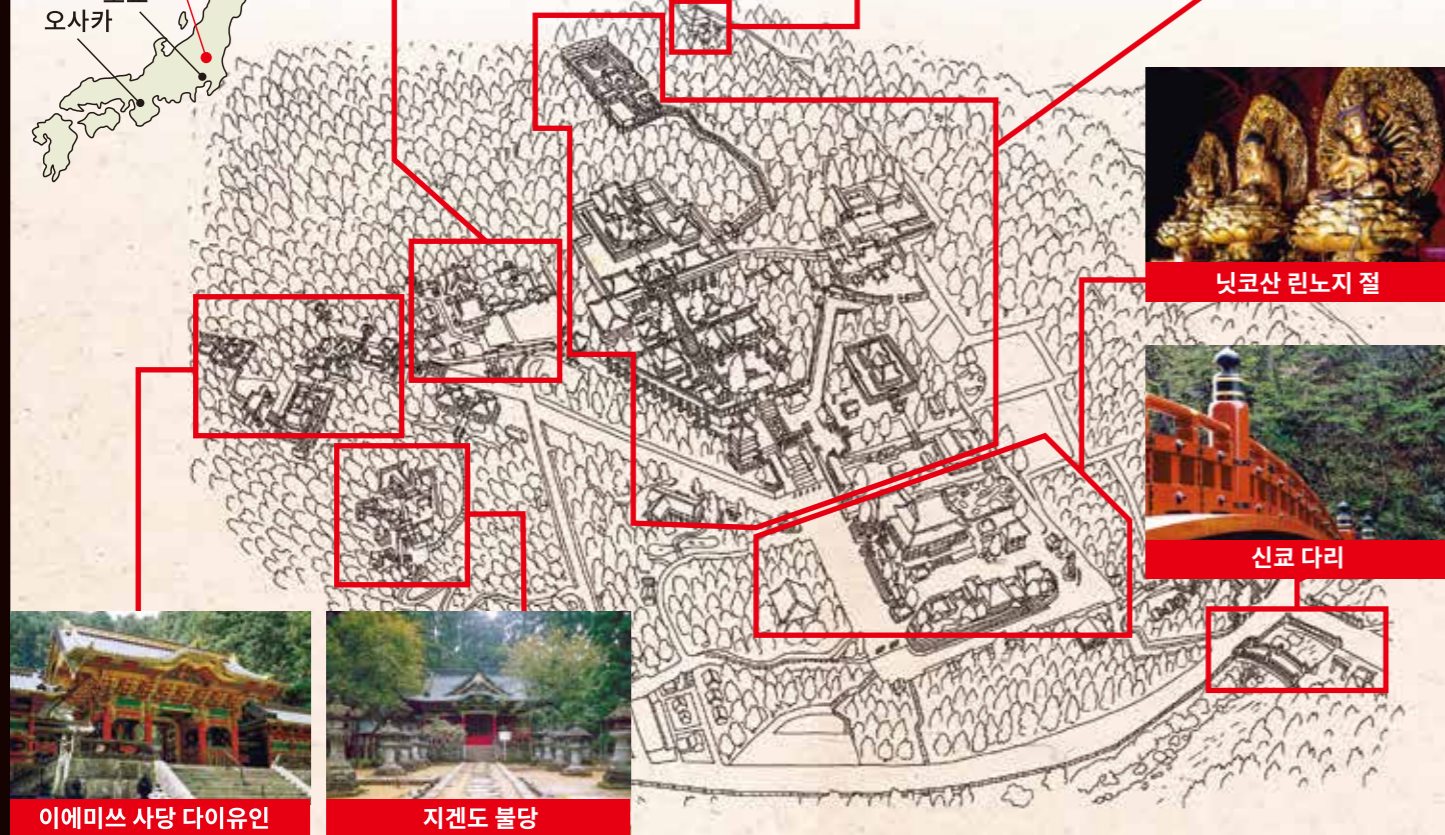 오사카
닛코산 린노지 절
신쿄 다리
이에미쓰 사당 다이유인
지겐도 불당